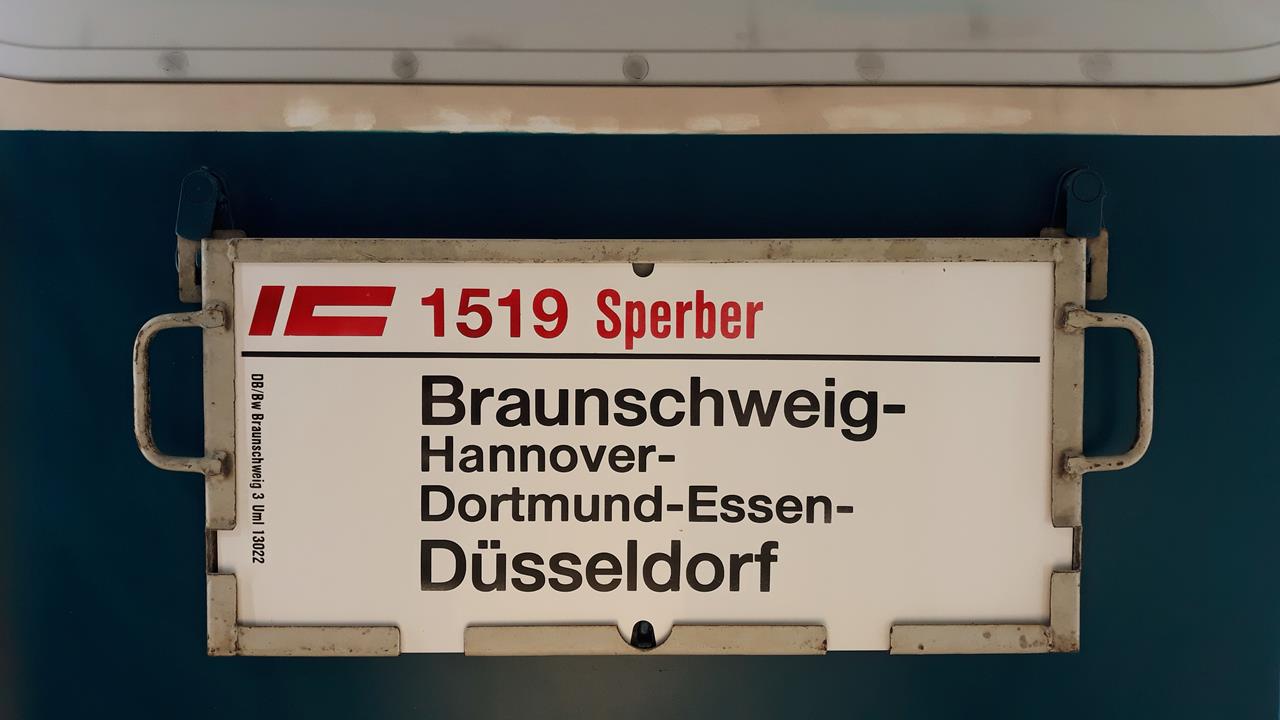 IC 1519 Sperber
Braunschweig-
Hannover-
Dortmund-Essen-
Düsseldorf
DB/Bw Braunschweig 3 Uml 13022